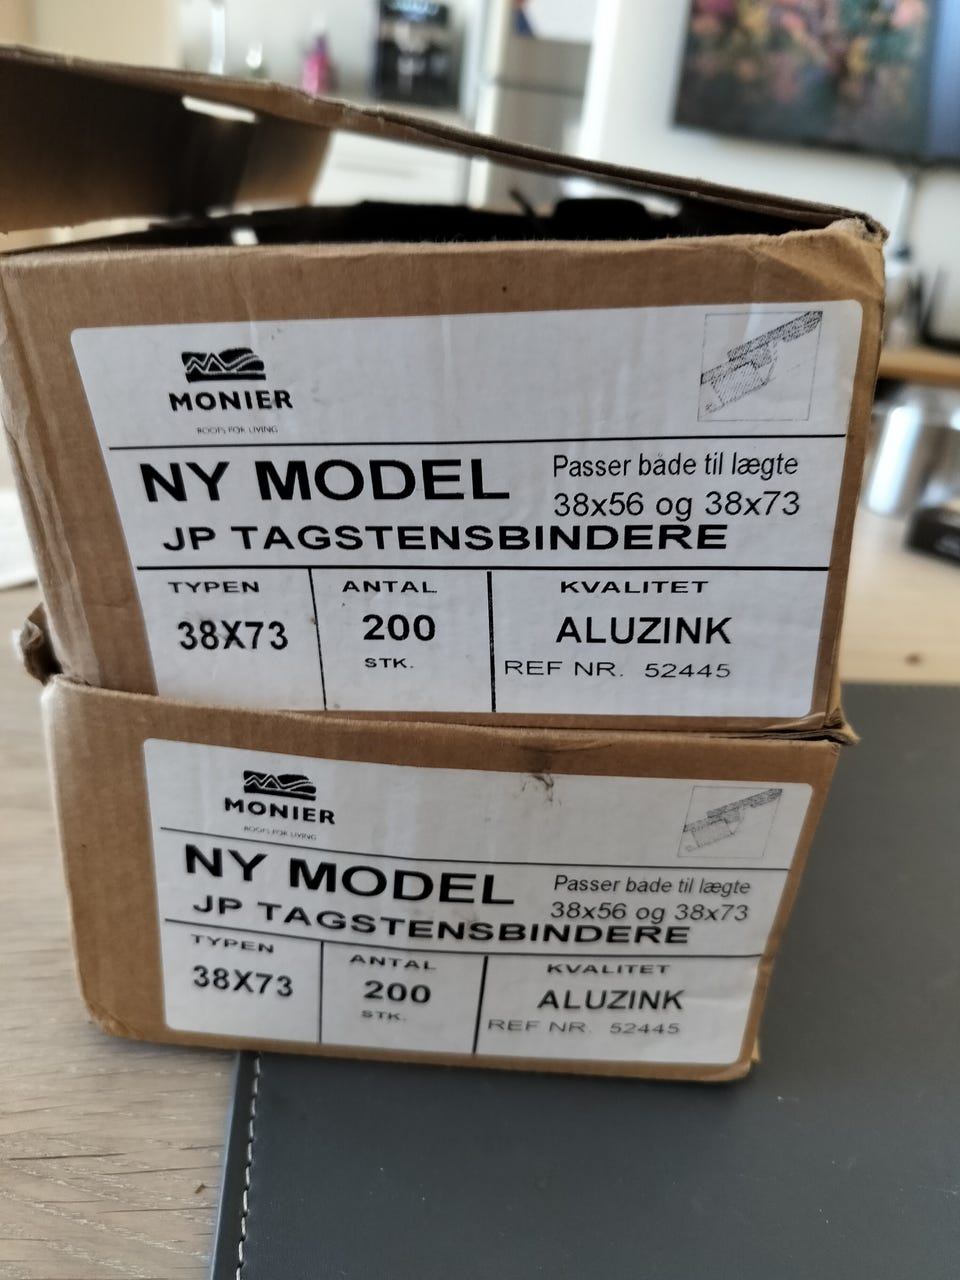 MONIER
ROOFS FOR LIVING
NY MODEL
Passer både til lægte
38x56 og 38x73
JP TAGSTENSBINDERE
TYPEN
ANTAL
KVALITET
38X73
200
ALUZINK
STK.
REF NR. 52445
MONIER
ROOFS FOR LIVING
NY MODEL
Passer både til lægte
38x56 og 38x73
JP TAGSTENSBINDERE
TYPEN
ANTAL
KVALITET
38X73
200
ALUZINK
STK.
REF NR. 52445